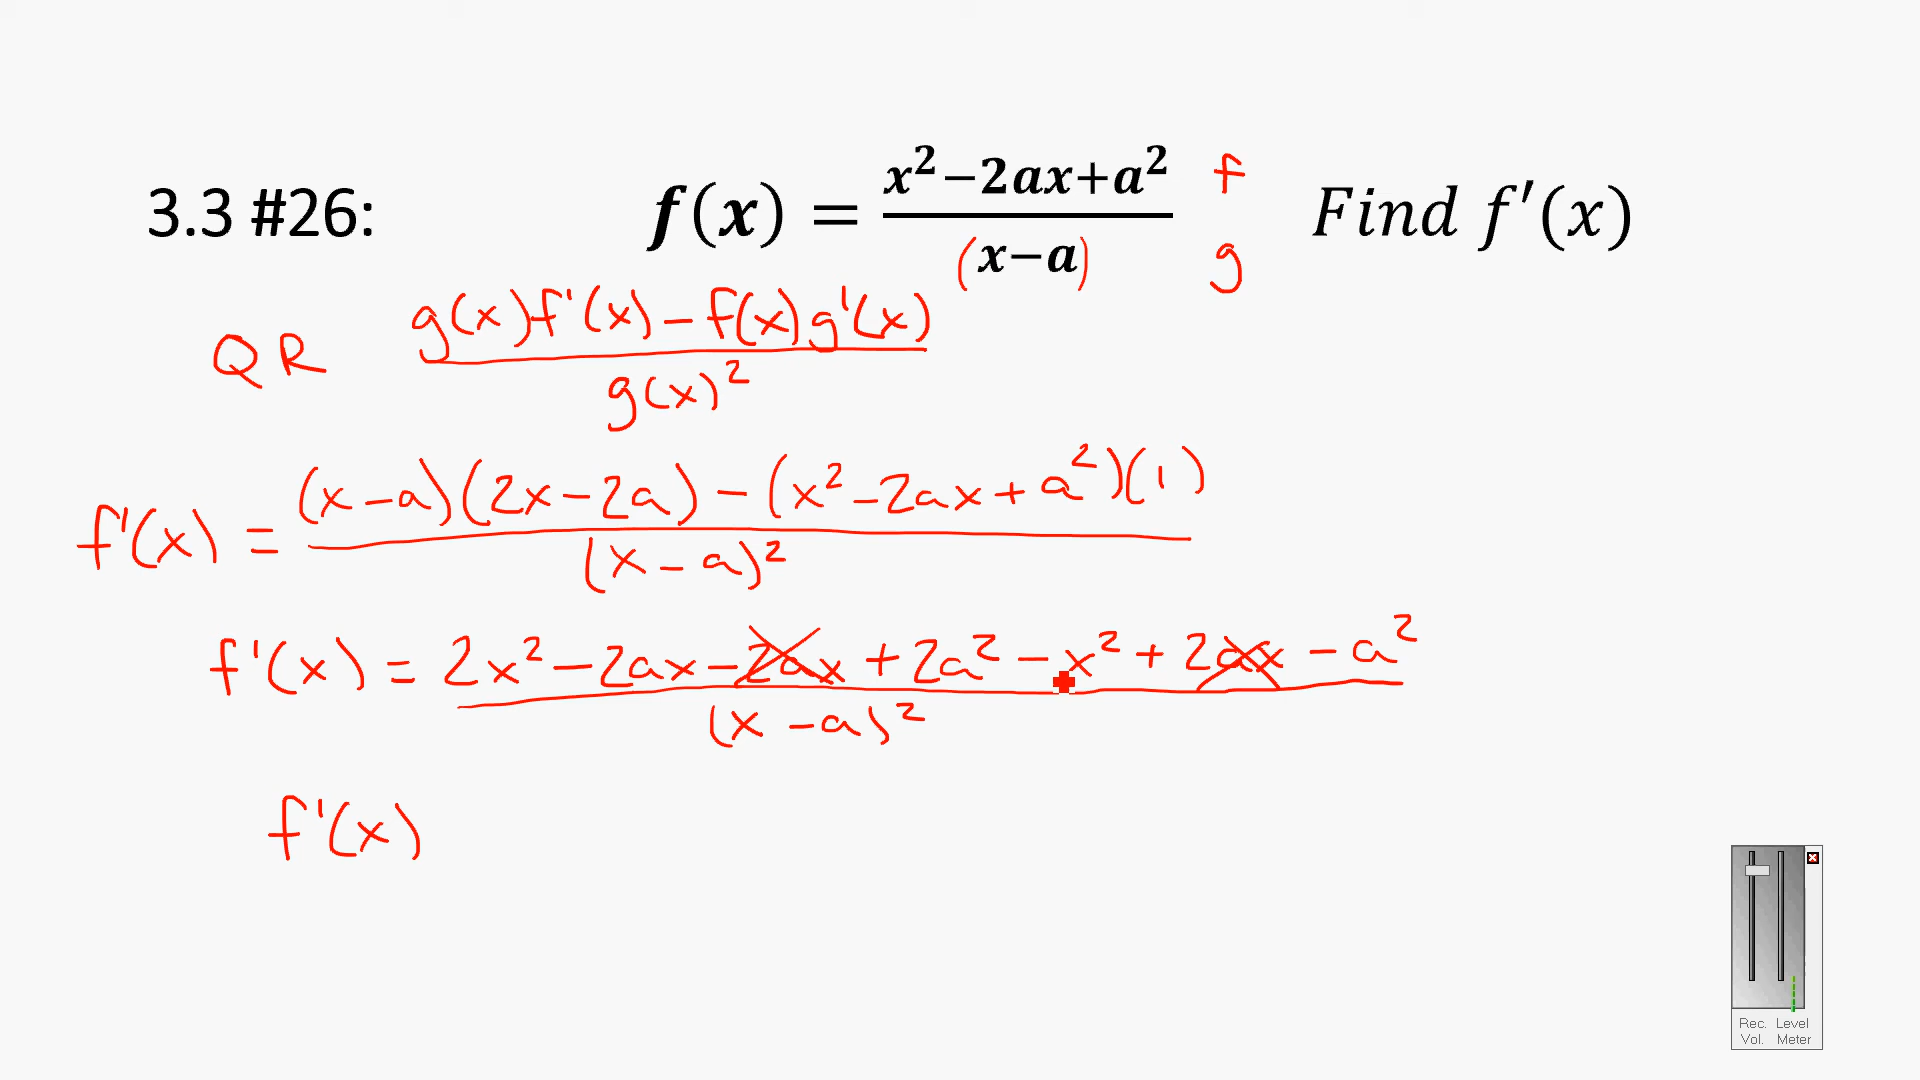 3.3 #26: f(x) = (x²−2ax+a²)/(x−a) f g Find f′(x)
QR (g(x)f'(x) − f(x)g'(x))/g(x)²
f'(x) = ((x−a)(2x−2a) − (x²−2ax+a²)(1))/(x−a)²
f'(x) = (2x²−2ax−2ax+2a²−x²+2ax−a²)/(x−a)²
f'(x)
Rec. Level
Vol. Meter